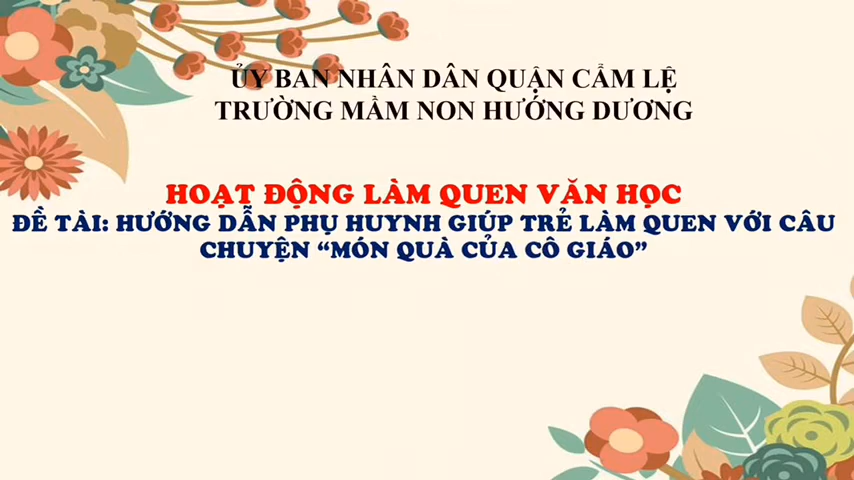 ỦY BAN NHÂN DÂN QUẬN CẨM LỆ
TRƯỜNG MẦM NON HƯỚNG DƯƠNG
HOẠT ĐỘNG LÀM QUEN VĂN HỌC
ĐỀ TÀI: HƯỚNG DẪN PHỤ HUYNH GIÚP TRẺ LÀM QUEN VỚI CÂU
CHUYỆN “MÓN QUÀ CỦA CÔ GIÁO”